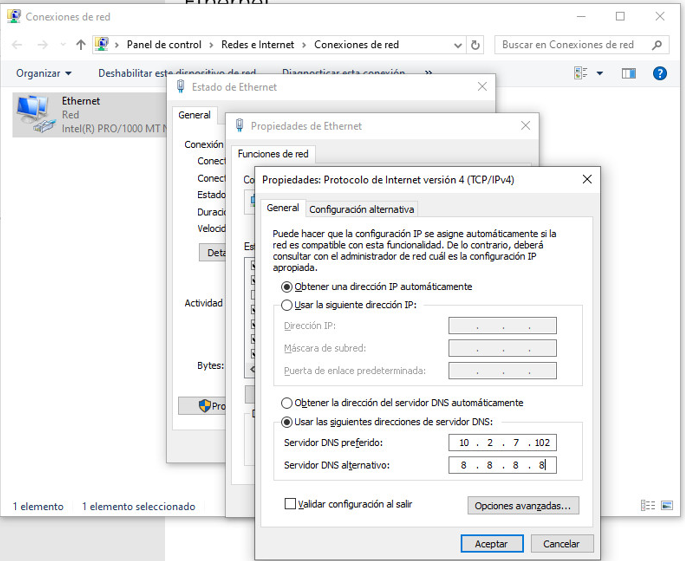 Ethernet
Conexiones de red
Panel de control
Redes e Internet
Conexiones de red
Buscar en Conexiones de red
Organizar
Deshabilitar este dispositivo de red
Diagnosticar esta conexión
»
Ethernet
Red
Intel(R) PRO/1000 MT N
Estado de Ethernet
General
Conexión
Conect
Conect
Estado
Duraci
Velocid
Deta
Actividad
Bytes:
Pro
Propiedades de Ethernet
Funciones de red
Co
Est
Propiedades: Protocolo de Internet versión 4 (TCP/IPv4)
General
Configuración alternativa
Puede hacer que la configuración IP se asigne automáticamente si la
red es compatible con esta funcionalidad. De lo contrario, deberá
consultar con el administrador de red cuál es la configuración IP
apropiada.
Obtener una dirección IP automáticamente
Usar la siguiente dirección IP:
Dirección IP:
. . .
Máscara de subred:
. . .
Puerta de enlace predeterminada:
. . .
Obtener la dirección del servidor DNS automáticamente
Usar las siguientes direcciones de servidor DNS:
Servidor DNS preferido:
10 . 2 . 7 . 102
Servidor DNS alternativo:
8 . 8 . 8 . 8
Validar configuración al salir
Opciones avanzadas...
Aceptar
Cancelar
1 elemento
1 elemento seleccionado